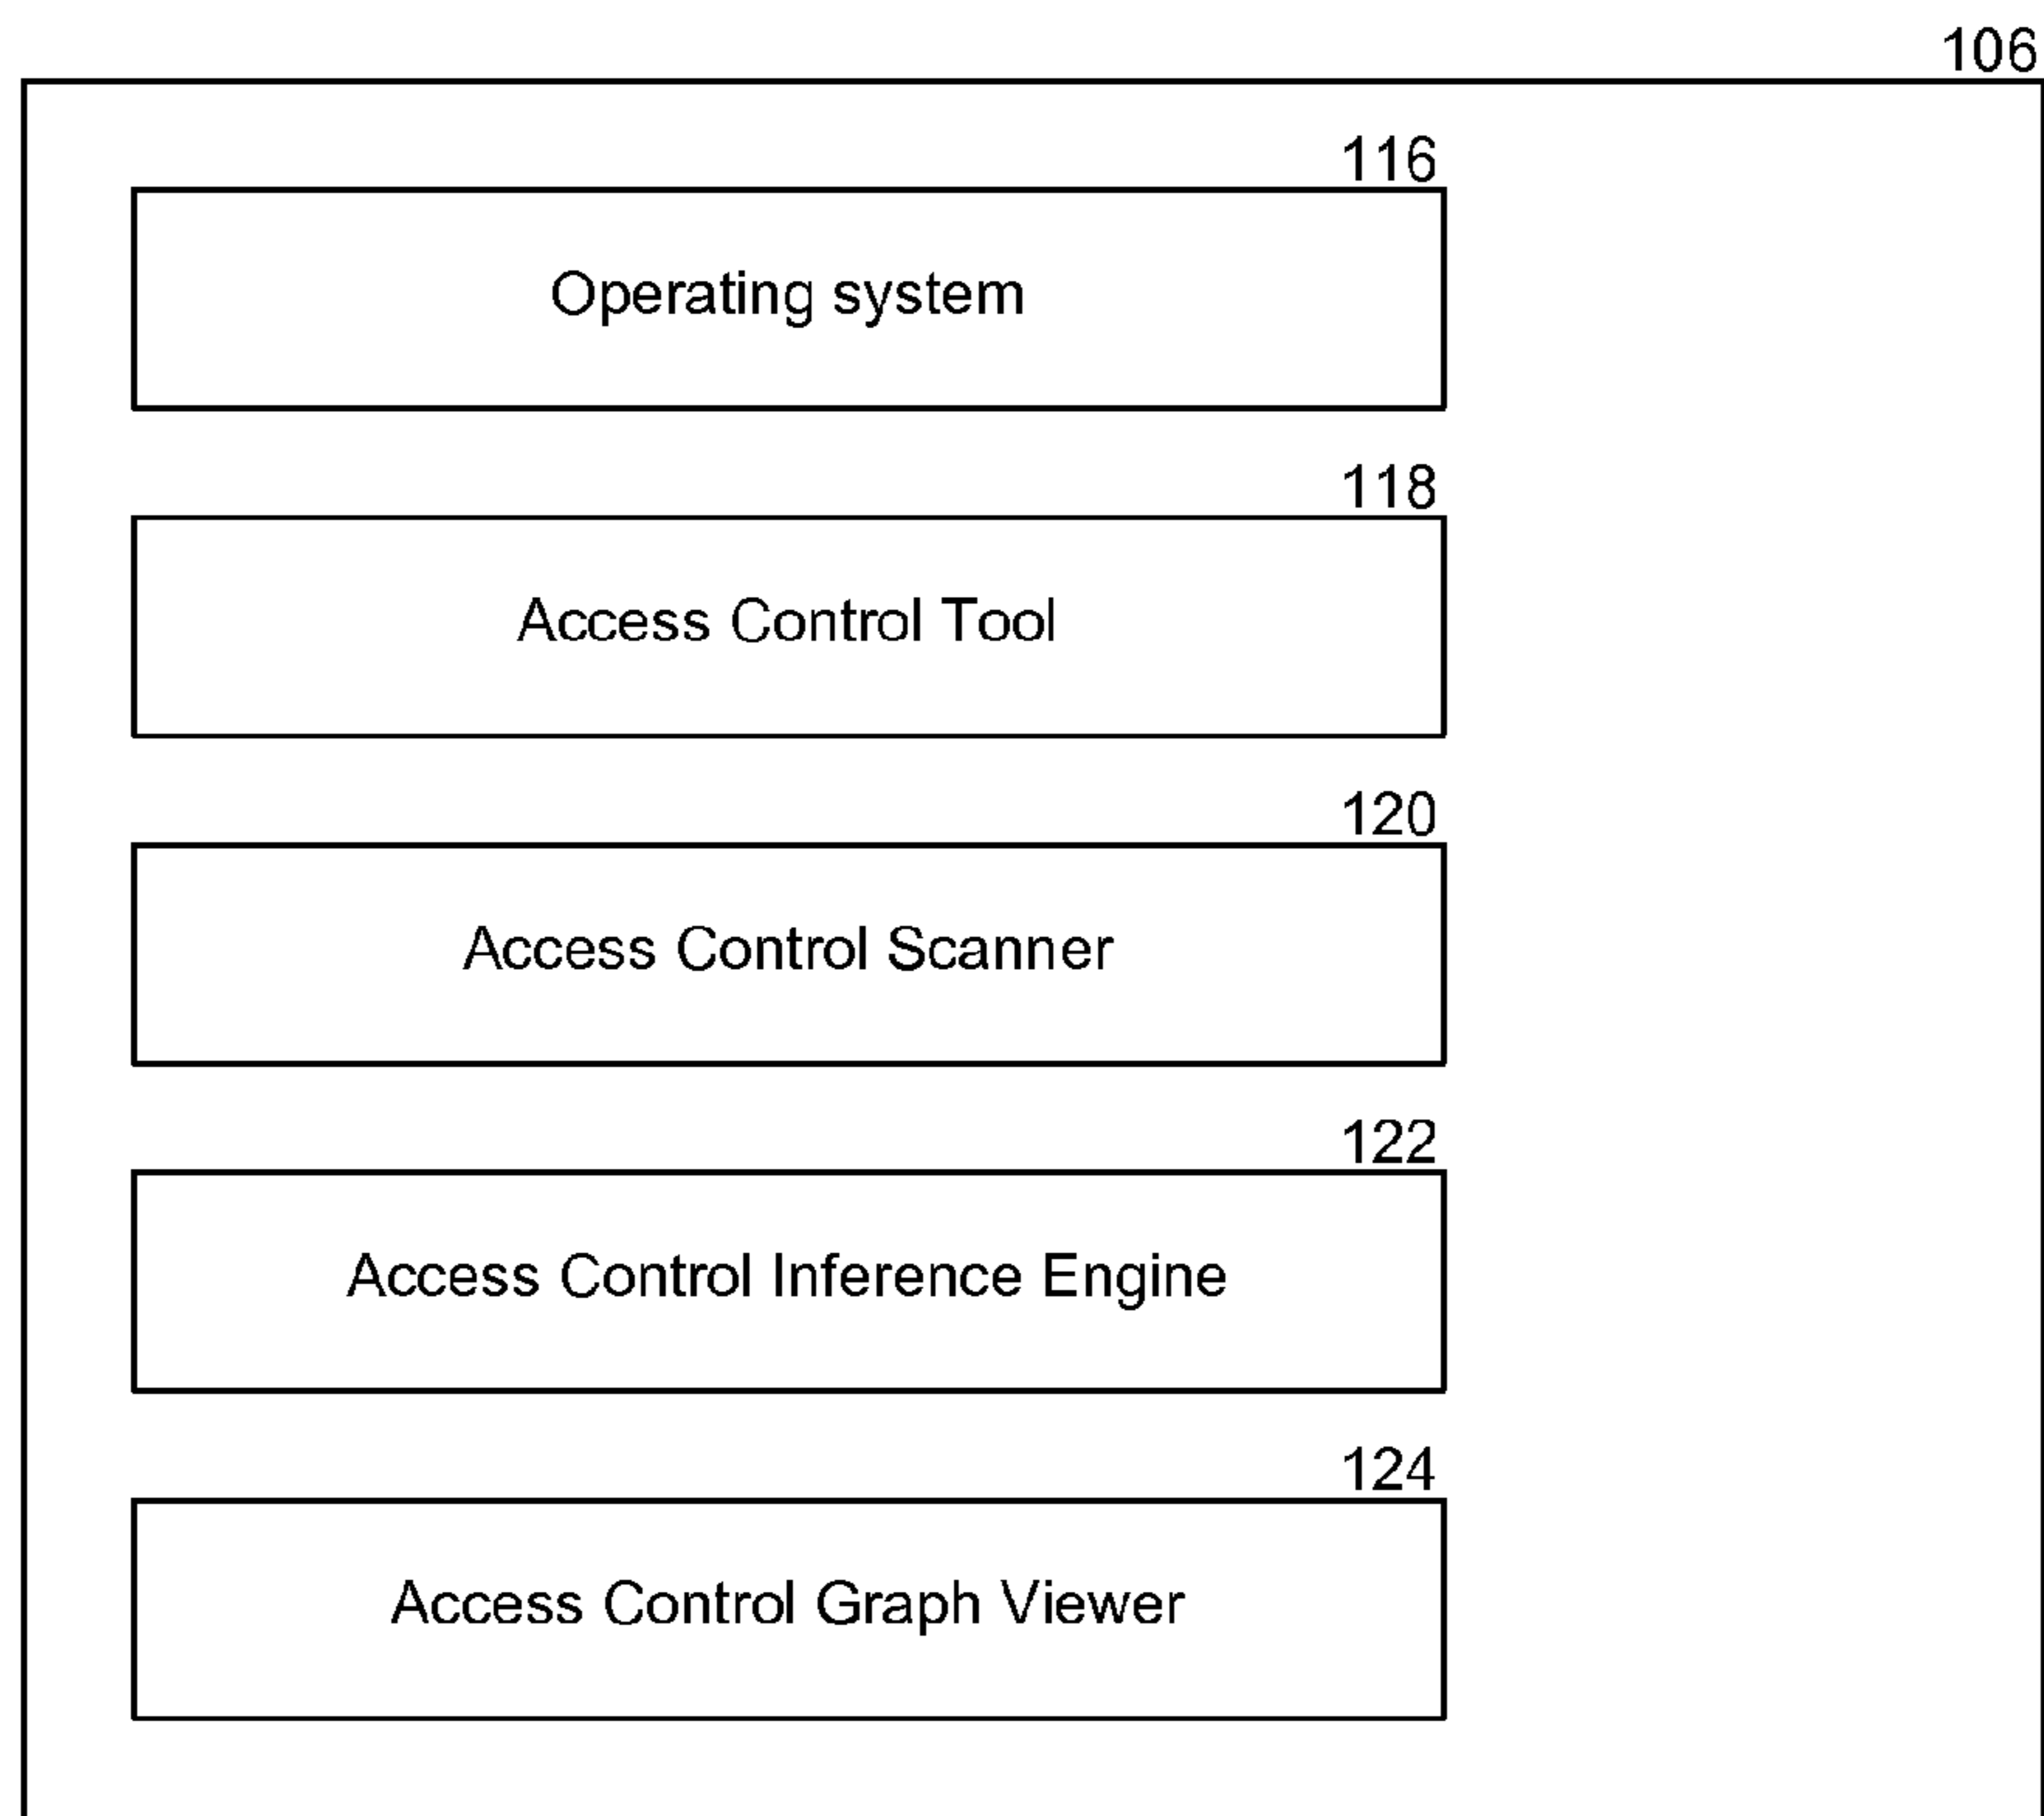 106
116
Operating system
118
Access Control Tool
120
Access Control Scanner
122
Access Control Inference Engine
124
Access Control Graph Viewer